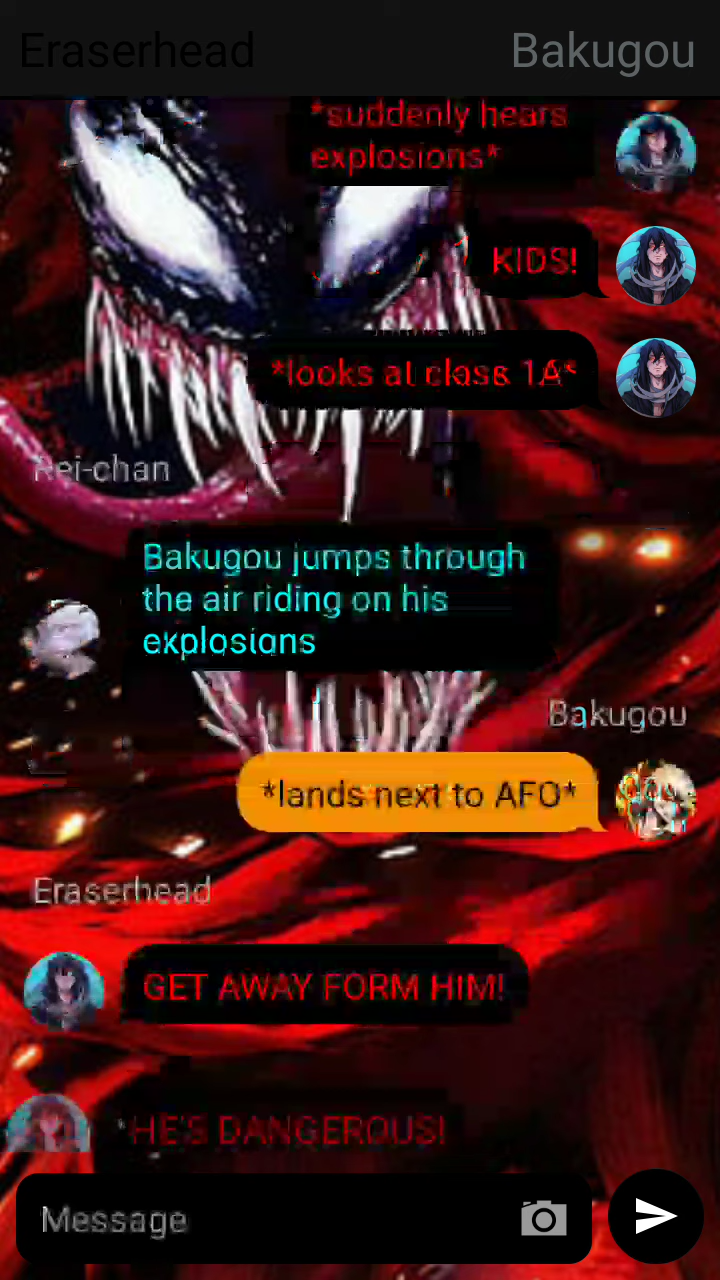 Eraserhead
Bakugou
*suddenly hears
explosions*
KIDS!
*looks at class 1A*
Rei-chan
Bakugou jumps through
the air riding on his
explosions
Bakugou
*lands next to AFO*
Eraserhead
GET AWAY FORM HIM!
*HE'S DANGEROUS!
Message